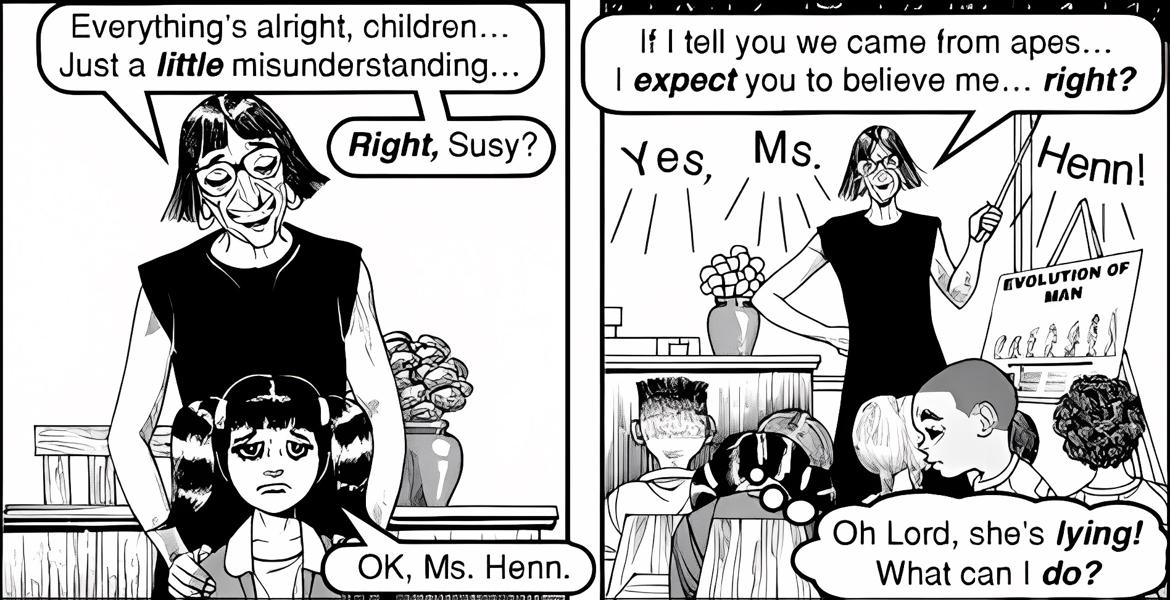 Everything's alright, children...
Just a little misunderstanding...
Right, Susy?
OK, Ms. Henn.
If I tell you we came from apes...
I expect you to believe me... right?
Yes, Ms. Henn!
EVOLUTION OF
MAN
Oh Lord, she's lying!
What can I do?